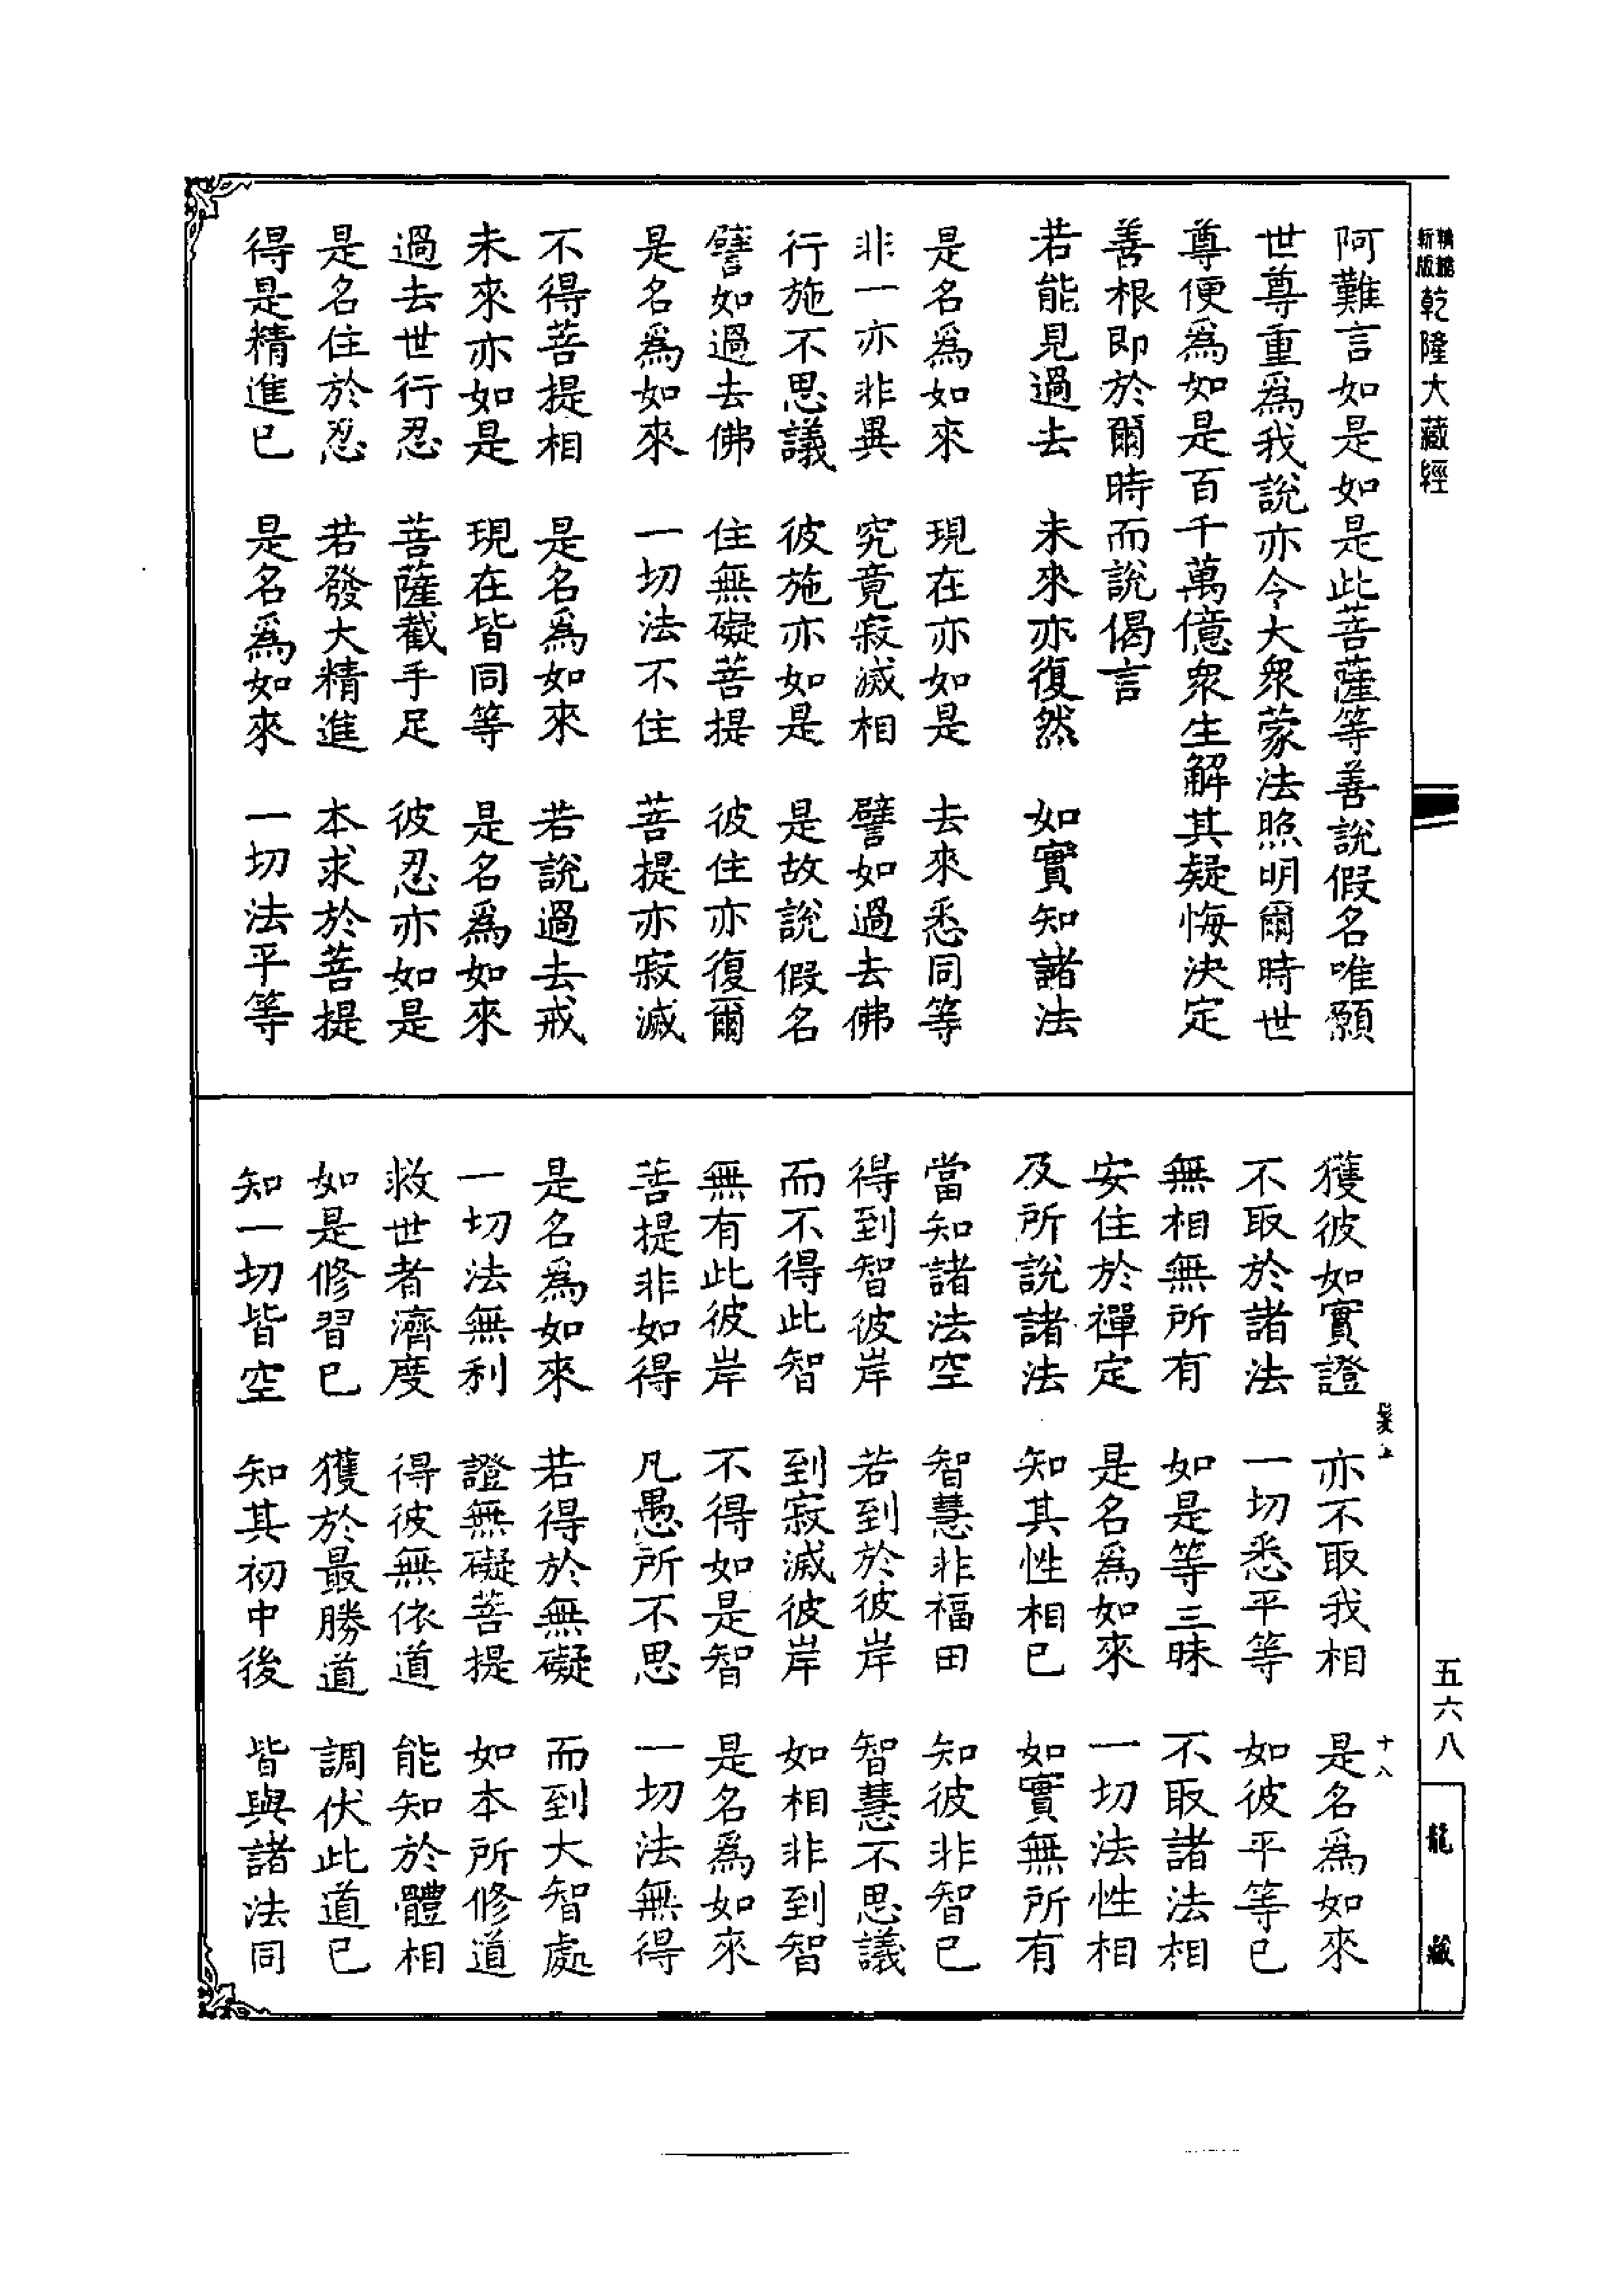 新版 精縮 乾隆大藏經
阿難言如是如是此菩薩等善說假名唯願
世尊重爲我說亦令大衆蒙法照明爾時世
尊便爲如是百千萬億衆生解其疑悔決定
善根即於爾時而說偈言
若能見過去　未來亦復然　如實知諸法
是名爲如來　現在亦如是　去來悉同等
非一亦非異　究竟寂滅相　譬如過去佛
行施不思議　彼施亦如是　是故說假名
譬如過去佛　住無礙菩提　彼住亦復爾
是名爲如來　一切法不住　菩提亦寂滅
不得菩提相　是名爲如來　若說過去戒
未來亦如是　現在皆同等　是名爲如來
過去世行忍　菩薩截手足　彼忍亦如是
是名住於忍　若發大精進　本求於菩提
得是精進已　是名爲如來　一切法平等
獲彼如實證　亦不取我相　是名爲如來
不取於諸法　一切悉平等　如彼平等已
無相無所有　如是等三昧　不取諸法相
安住於禪定　是名爲如來　一切法性相
及所說諸法　知其性相已　如實無所有
當知諸法空　智慧非福田　知彼非智已
得到智彼岸　若到於彼岸　智慧不思議
而不得此智　到寂滅彼岸　如相非到智
無有此彼岸　不得如是智　是名爲如來
菩提非如得　凡愚所不思　一切法無得
是名爲如來　若得於無礙　而到大智處
一切法無利　證無礙菩提　如本所修道
救世者濟度　得彼無依道　能知於體相
如是修習已　獲於最勝道　調伏此道已
知一切皆空　知其初中後　皆與諸法同
十八
五六八
龍藏